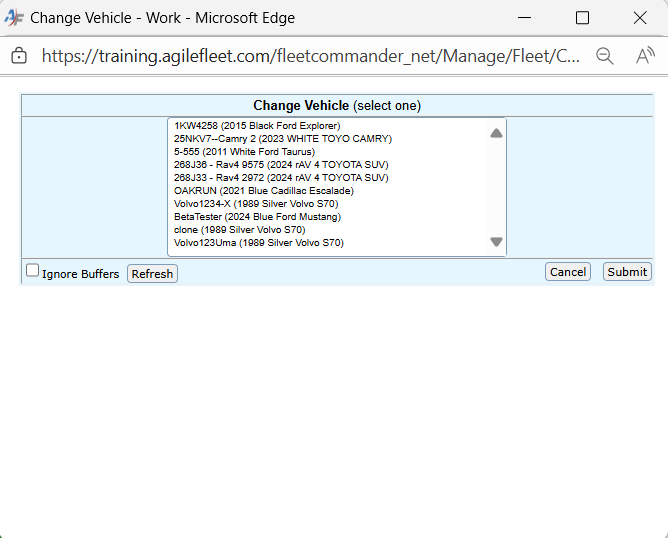 Change Vehicle - Work - Microsoft Edge
https://training.agilefleet.com/fleetcommander_net/Manage/Fleet/C...
Change Vehicle (select one)
1KW4258 (2015 Black Ford Explorer)
25NKV7--Camry 2 (2023 WHITE TOYO CAMRY)
5-555 (2011 White Ford Taurus)
268J36 - Rav4 9575 (2024 rAV 4 TOYOTA SUV)
268J33 - Rav4 2972 (2024 rAV 4 TOYOTA SUV)
OAKRUN (2021 Blue Cadillac Escalade)
Volvo1234-X (1989 Silver Volvo S70)
BetaTester (2024 Blue Ford Mustang)
clone (1989 Silver Volvo S70)
Volvo123Uma (1989 Silver Volvo S70)
Ignore Buffers Refresh Cancel Submit